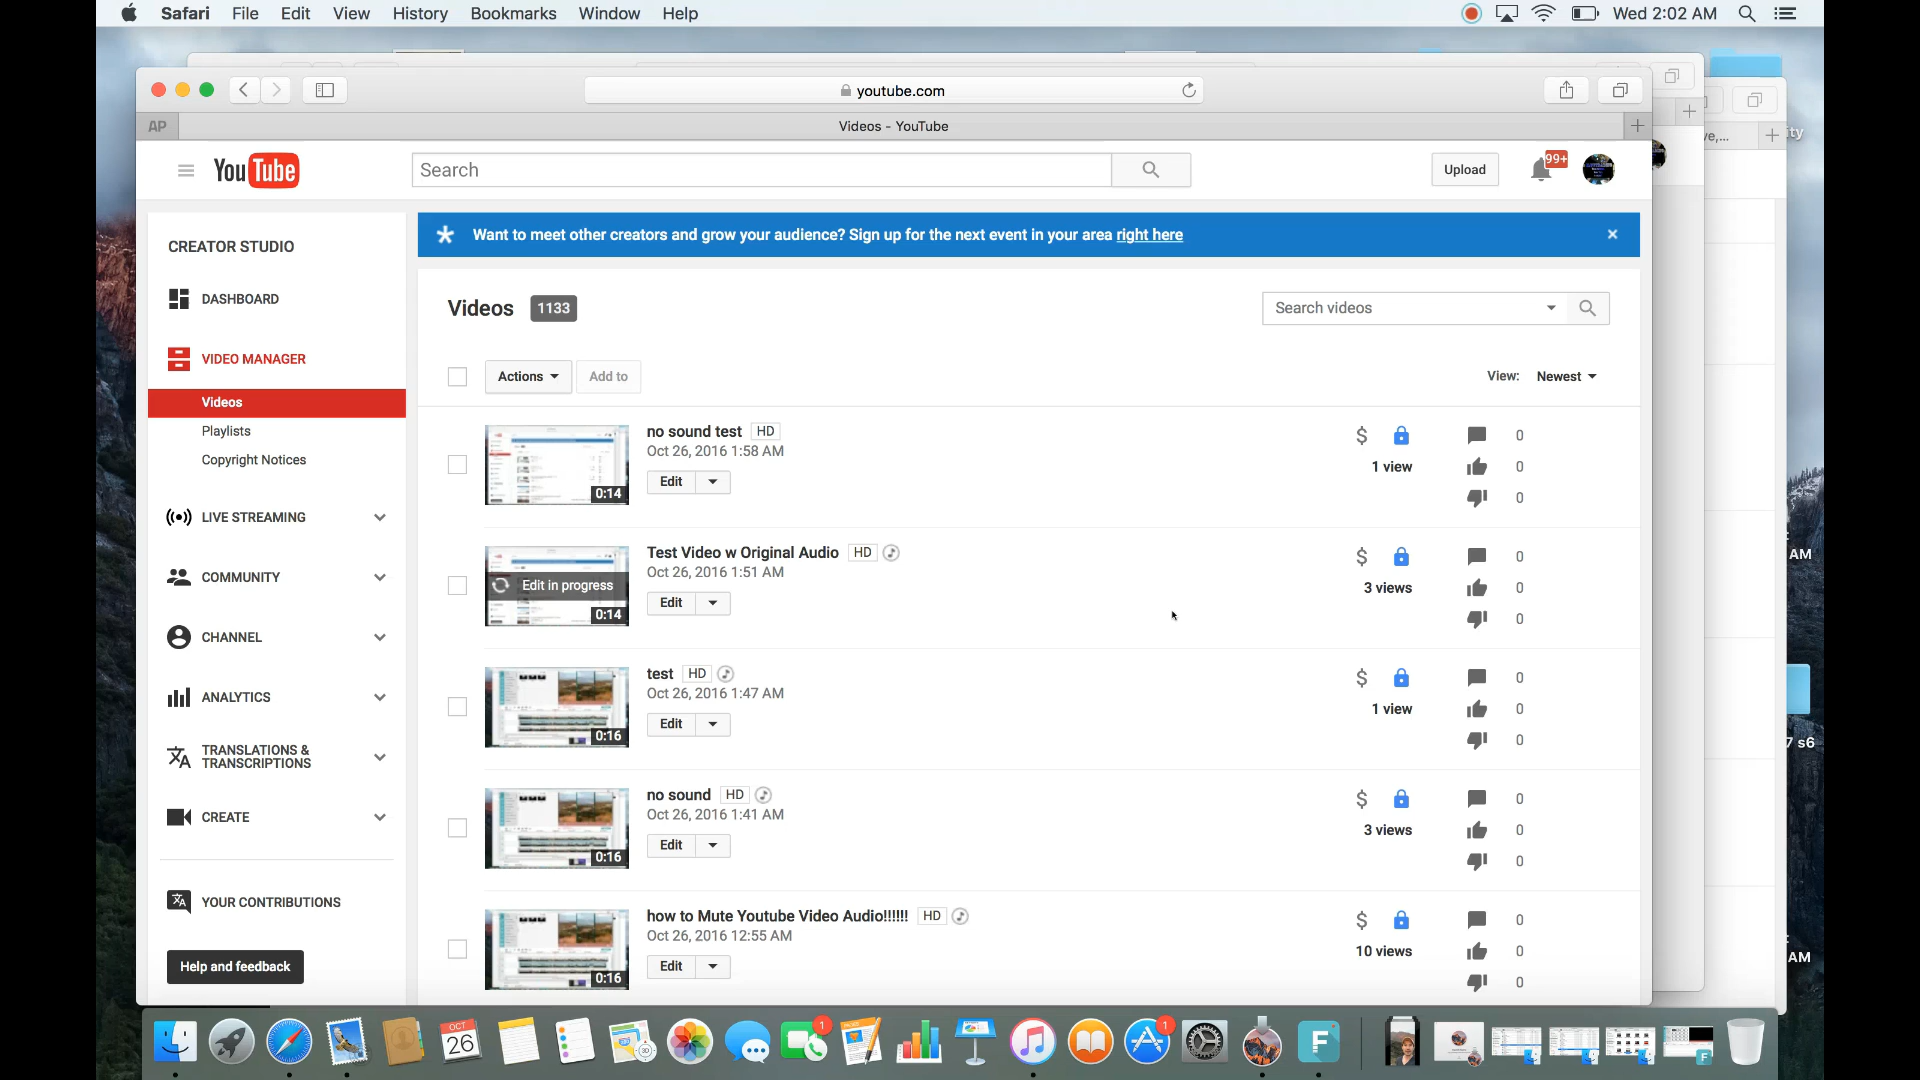 Safari File Edit View History Bookmarks Window Help Wed 2:02 AM
youtube.com
AP Videos - YouTube
YouTube Search Upload 99+
CREATOR STUDIO
DASHBOARD
VIDEO MANAGER
Videos
Playlists
Copyright Notices
LIVE STREAMING
COMMUNITY
CHANNEL
ANALYTICS
TRANSLATIONS &
TRANSCRIPTIONS
CREATE
YOUR CONTRIBUTIONS
Help and feedback
Want to meet other creators and grow your audience? Sign up for the next event in your area right here
Videos 1133 Search videos
Actions Add to View: Newest
no sound test HD $ 0
Oct 26, 2016 1:58 AM 1 view 0
Edit 0:14 0
Test Video w Original Audio HD $ 0
Oct 26, 2016 1:51 AM 3 views 0
Edit in progress
Edit 0:14 0
test HD $ 0
Oct 26, 2016 1:47 AM 1 view 0
Edit 0:16 0
no sound HD $ 0
Oct 26, 2016 1:41 AM 3 views 0
Edit 0:16 0
how to Mute Youtube Video Audio!!!!!! HD $ 0
Oct 26, 2016 12:55 AM 10 views 0
Edit 0:16 0
ve,...
ity
AM
7 s6
AM
OCT
26
1
1
F